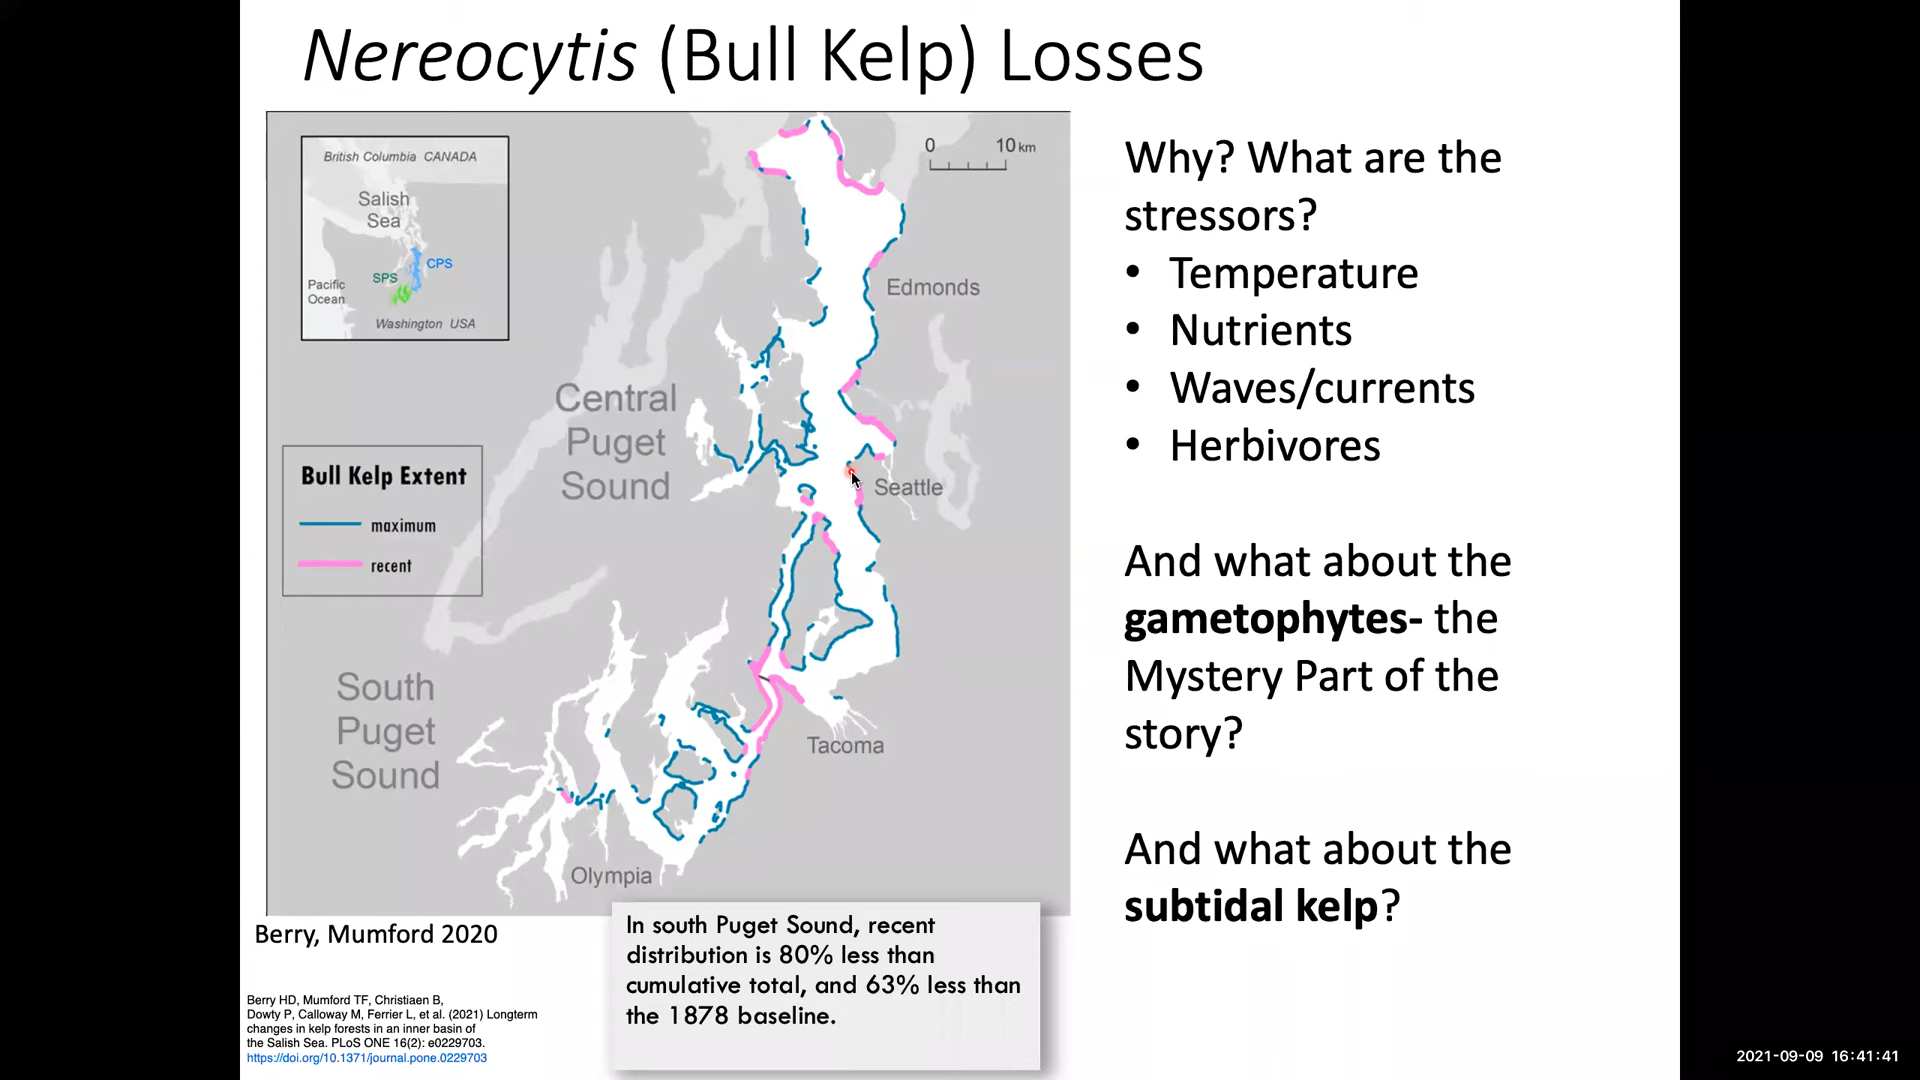 Nereocytis (Bull Kelp) Losses
British Columbia CANADA
Salish
Sea
CPS
SPS
Pacific
Ocean
Washington USA
0 10 km
Edmonds
Central
Puget
Sound
Bull Kelp Extent
maximum
recent
Seattle
South
Puget
Sound
Tacoma
Olympia
Berry, Mumford 2020
In south Puget Sound, recent
distribution is 80% less than
cumulative total, and 63% less than
the 1878 baseline.
Berry HD, Mumford TF, Christiaen B,
Dowty P, Calloway M, Ferrier L, et al. (2021) Longterm
changes in kelp forests in an inner basin of
the Salish Sea. PLoS ONE 16(2): e0229703.
https://doi.org/10.1371/journal.pone.0229703
Why? What are the
stressors?
• Temperature
• Nutrients
• Waves/currents
• Herbivores
And what about the
gametophytes- the
Mystery Part of the
story?
And what about the
subtidal kelp?
2021-09-09 16:41:41